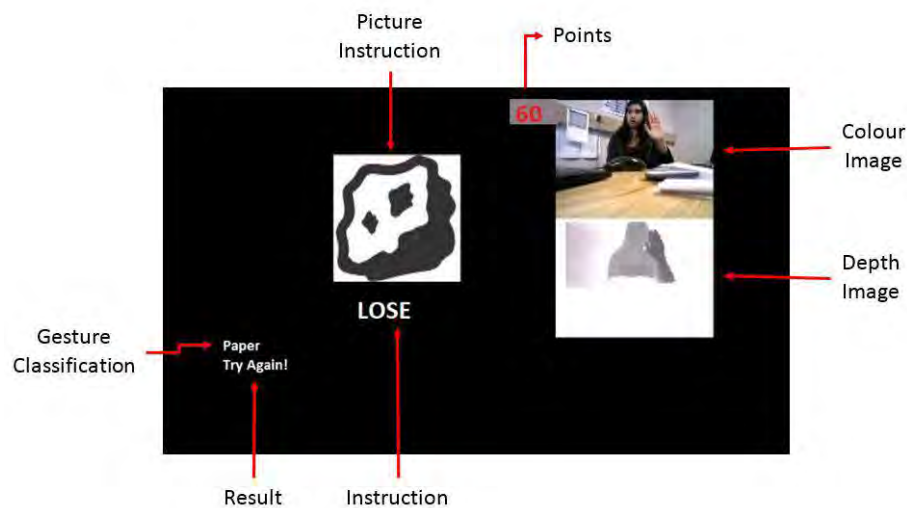 Picture
Instruction
Points
60
Colour
Image
LOSE
Depth
Image
Gesture
Classification
Paper
Try Again!
Result
Instruction